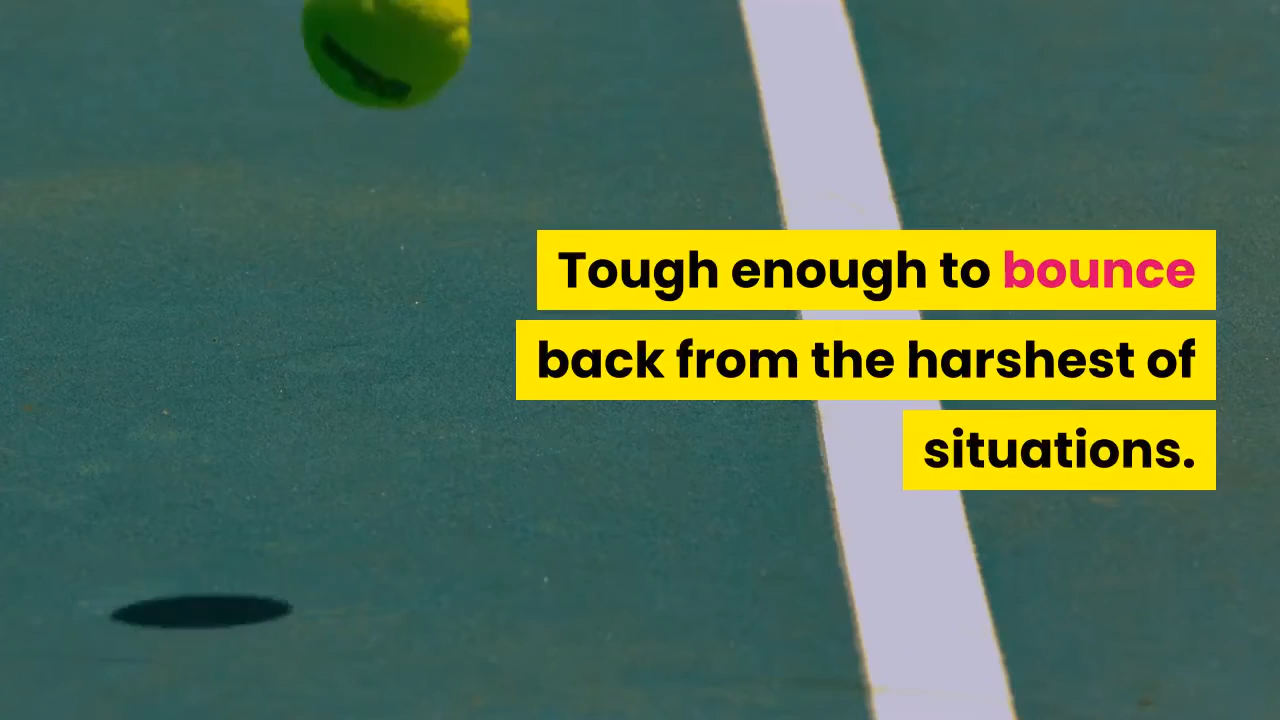 Tough enough to bounce
back from the harshest of
situations.